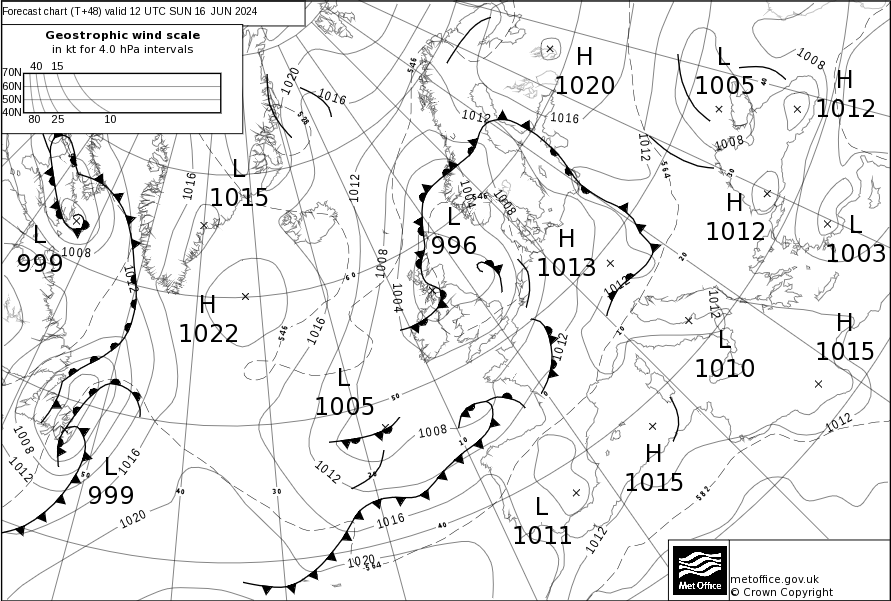 Forecast chart (T+48) valid 12 UTC SUN 16 JUN 2024
Geostrophic wind scale
in kt for 4.0 hPa intervals
40 15
70N
60N
50N
40N
80 25 10
1020
1016
528
546
H
1020
1016
1012
L
1005
40
1008
H
1012
1008
1012
564
30
L
1015
1016
1012
L
999
1008
1012
1004
546
1008
L
996
H
1013
1012
H
1012
L
1003
20
1008
1004
60
H
1022
546
1016
1012
10
1012
L
1010
H
1015
L
1005
50
0
1008
10
20
1012
1012
H
1015
1008
1012
L
999
50
1016
40
30
1020
1016
40
1020
564
L
1011
1012
582
Met Office
metoffice.gov.uk
© Crown Copyright